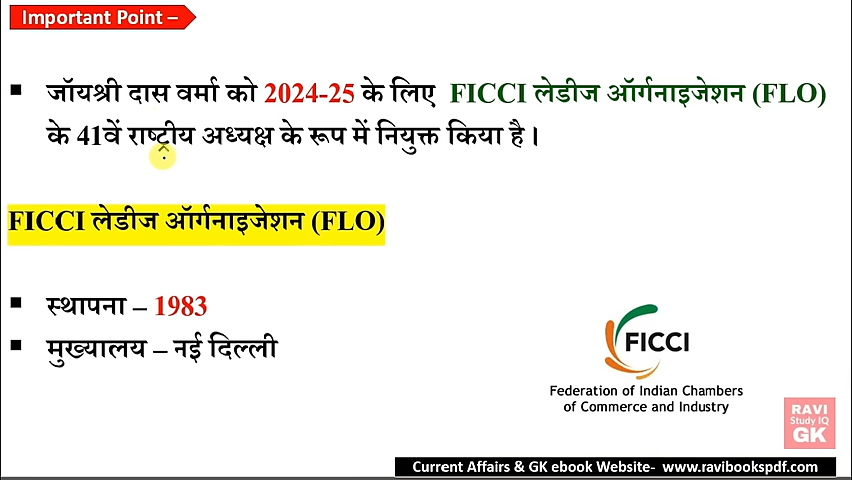 Important Point –
▪ जॉयश्री दास वर्मा को 2024-25 के लिए FICCI लेडीज ऑर्गनाइजेशन (FLO)
के 41वें राष्ट्रीय अध्यक्ष के रूप में नियुक्त किया है।
FICCI लेडीज ऑर्गनाइजेशन (FLO)
▪ स्थापना – 1983
▪ मुख्यालय – नई दिल्ली
FICCI
Federation of Indian Chambers
of Commerce and Industry
RAVI
Study IQ
GK
Current Affairs & GK ebook Website- www.ravibookspdf.com